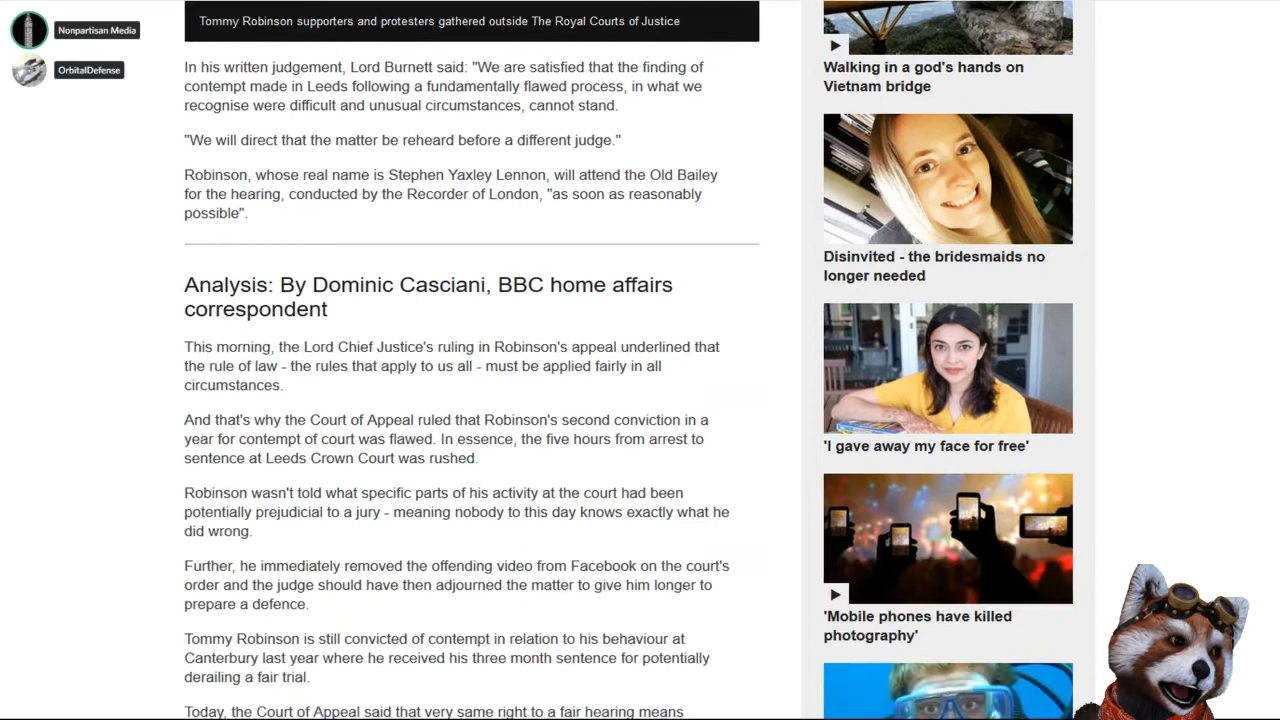 Nonpartisan Media
OrbitalDefense
Tommy Robinson supporters and protesters gathered outside The Royal Courts of Justice
In his written judgement, Lord Burnett said: "We are satisfied that the finding of
contempt made in Leeds following a fundamentally flawed process, in what we
recognise were difficult and unusual circumstances, cannot stand.
"We will direct that the matter be reheard before a different judge."
Robinson, whose real name is Stephen Yaxley Lennon, will attend the Old Bailey
for the hearing, conducted by the Recorder of London, "as soon as reasonably
possible".
Analysis: By Dominic Casciani, BBC home affairs
correspondent
This morning, the Lord Chief Justice's ruling in Robinson's appeal underlined that
the rule of law - the rules that apply to us all - must be applied fairly in all
circumstances.
And that's why the Court of Appeal ruled that Robinson's second conviction in a
year for contempt of court was flawed. In essence, the five hours from arrest to
sentence at Leeds Crown Court was rushed.
Robinson wasn't told what specific parts of his activity at the court had been
potentially prejudicial to a jury - meaning nobody to this day knows exactly what he
did wrong.
Further, he immediately removed the offending video from Facebook on the court's
order and the judge should have then adjourned the matter to give him longer to
prepare a defence.
Tommy Robinson is still convicted of contempt in relation to his behaviour at
Canterbury last year where he received his three month sentence for potentially
derailing a fair trial.
Today, the Court of Appeal said that very same right to a fair hearing means
Walking in a god's hands on
Vietnam bridge
Disinvited - the bridesmaids no
longer needed
'I gave away my face for free'
'Mobile phones have killed
photography'